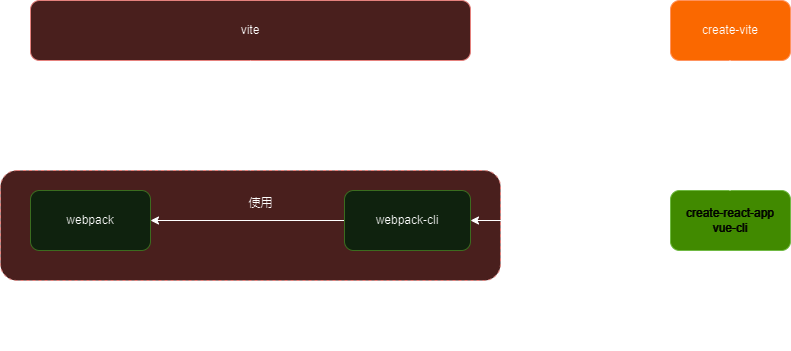 vite
create-vite
使用
webpack
webpack-cli
create-react-app
vue-cli